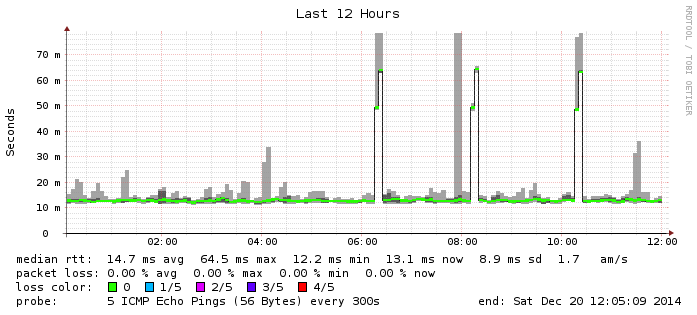 Last 12 Hours
RRDTOOL / TOBI OETIKER
Seconds
70 m
60 m
50 m
40 m
30 m
20 m
10 m
0
02:00 04:00 06:00 08:00 10:00 12:00
median rtt: 14.7 ms avg 64.5 ms max 12.2 ms min 13.1 ms now 8.9 ms sd 1.7 am/s
packet loss: 0.00 % avg 0.00 % max 0.00 % min 0.00 % now
loss color: 0 1/5 2/5 3/5 4/5
probe: 5 ICMP Echo Pings (56 Bytes) every 300s end: Sat Dec 20 12:05:09 2014